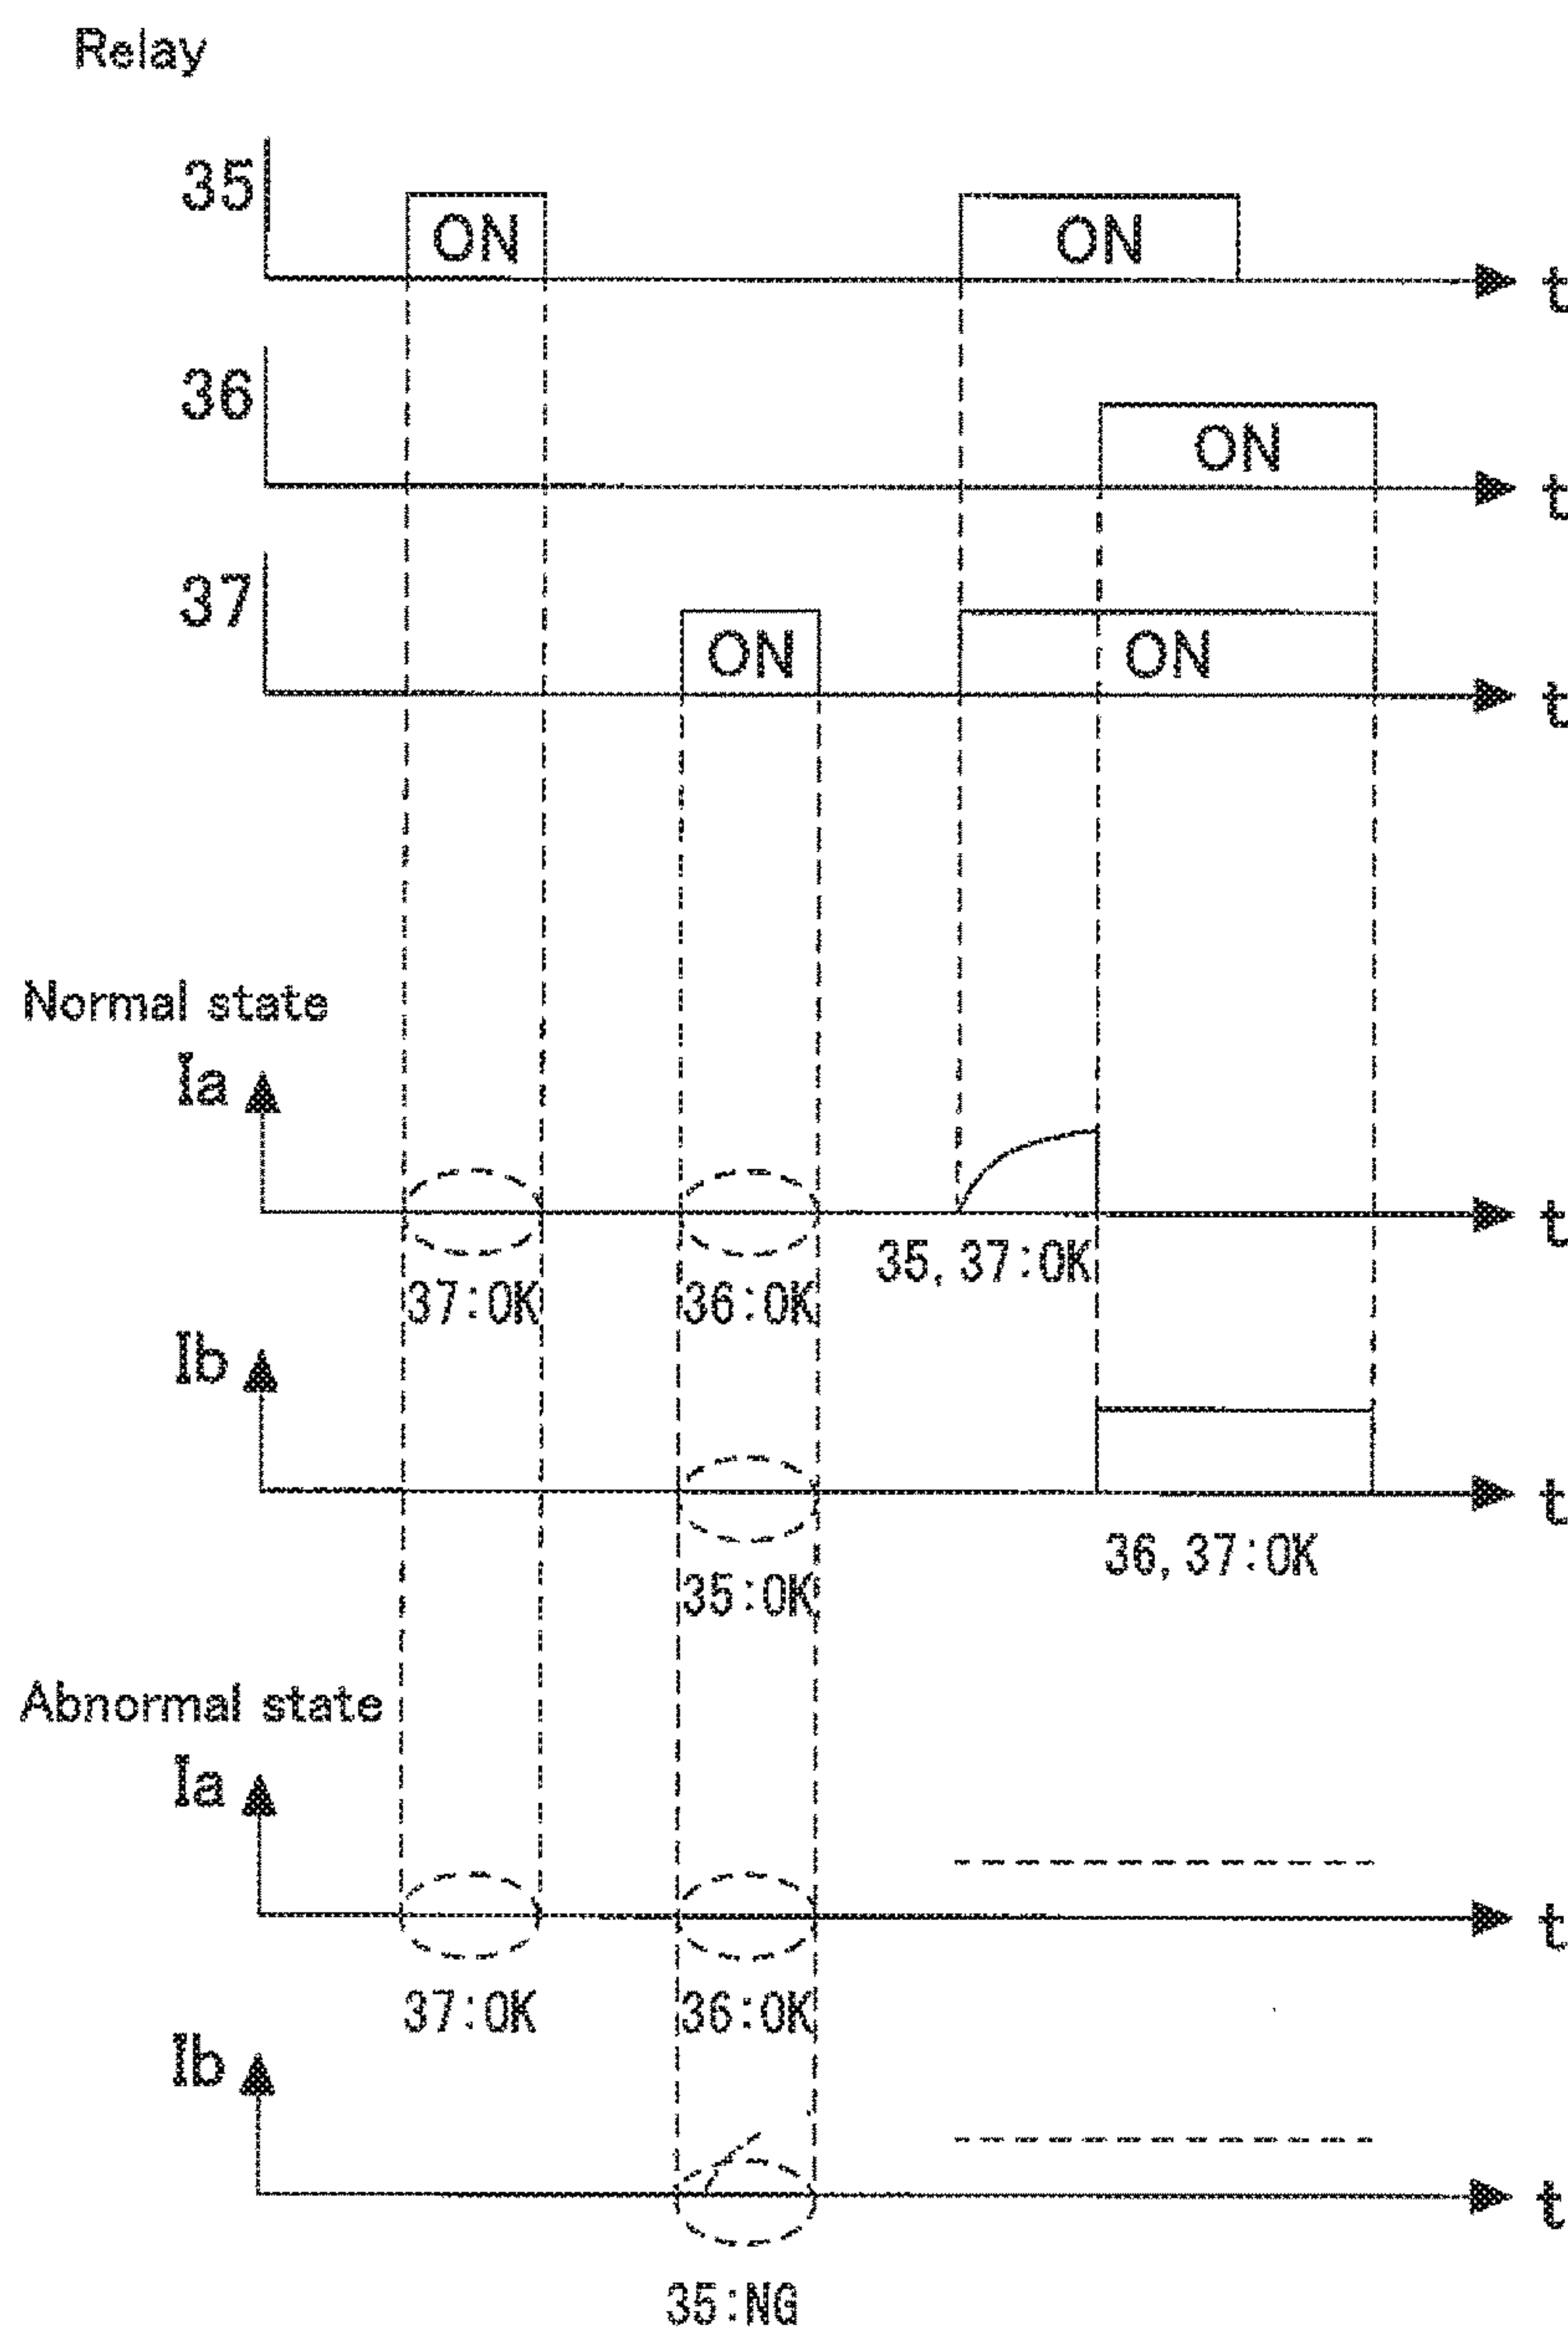 Relay
35
ON
ON
t
36
ON
t
37
ON
ON
t
Normal state
Ia
t
37:OK
36:OK
35,37:OK
Ib
t
35:OK
36,37:OK
Abnormal state
Ia
t
37:OK
36:OK
Ib
t
35:NG